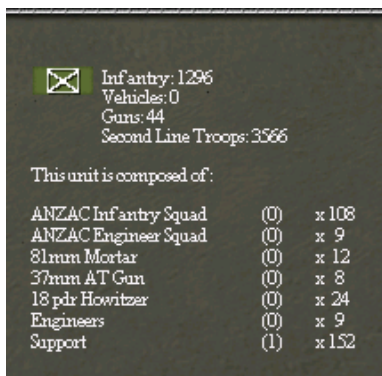 Infantry: 1296
Vehicles: 0
Guns: 44
Second Line Troops: 3566
This unit is composed of :
ANZAC Infantry Squad (0) x 108
ANZAC Engineer Squad (0) x 9
81mm Mortar (0) x 12
37mm AT Gun (0) x 8
18 pdr Howitzer (0) x 24
Engineers (0) x 9
Support (1) x 152